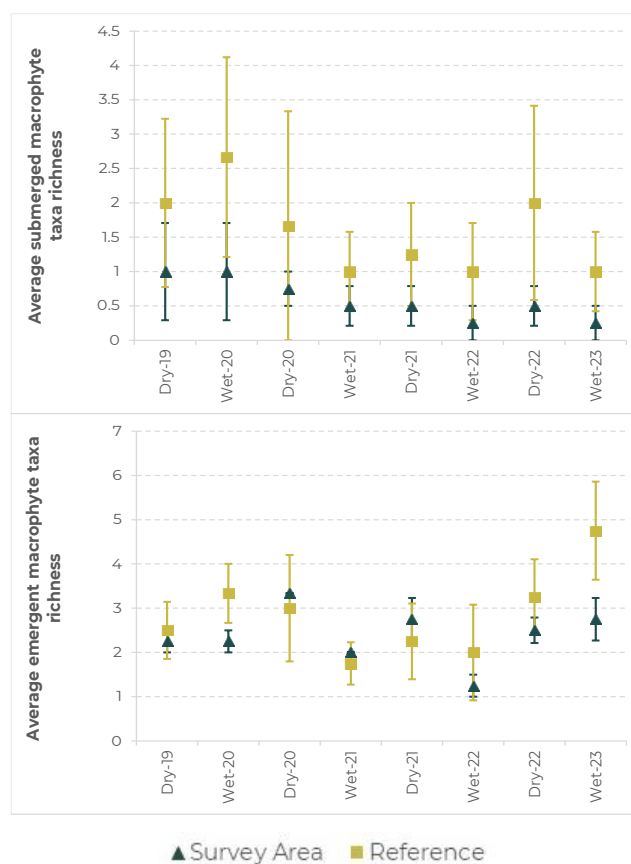 Average submerged macrophyte
taxa richness
4.5
4
3.5
3
2.5
2
1.5
1
0.5
0
Dry-19
Wet-20
Dry-20
Wet-21
Dry-21
Wet-22
Dry-22
Wet-23
Average emergent macrophyte taxa
richness
7
6
5
4
3
2
1
0
Dry-19
Wet-20
Dry-20
Wet-21
Dry-21
Wet-22
Dry-22
Wet-23
Survey Area Reference